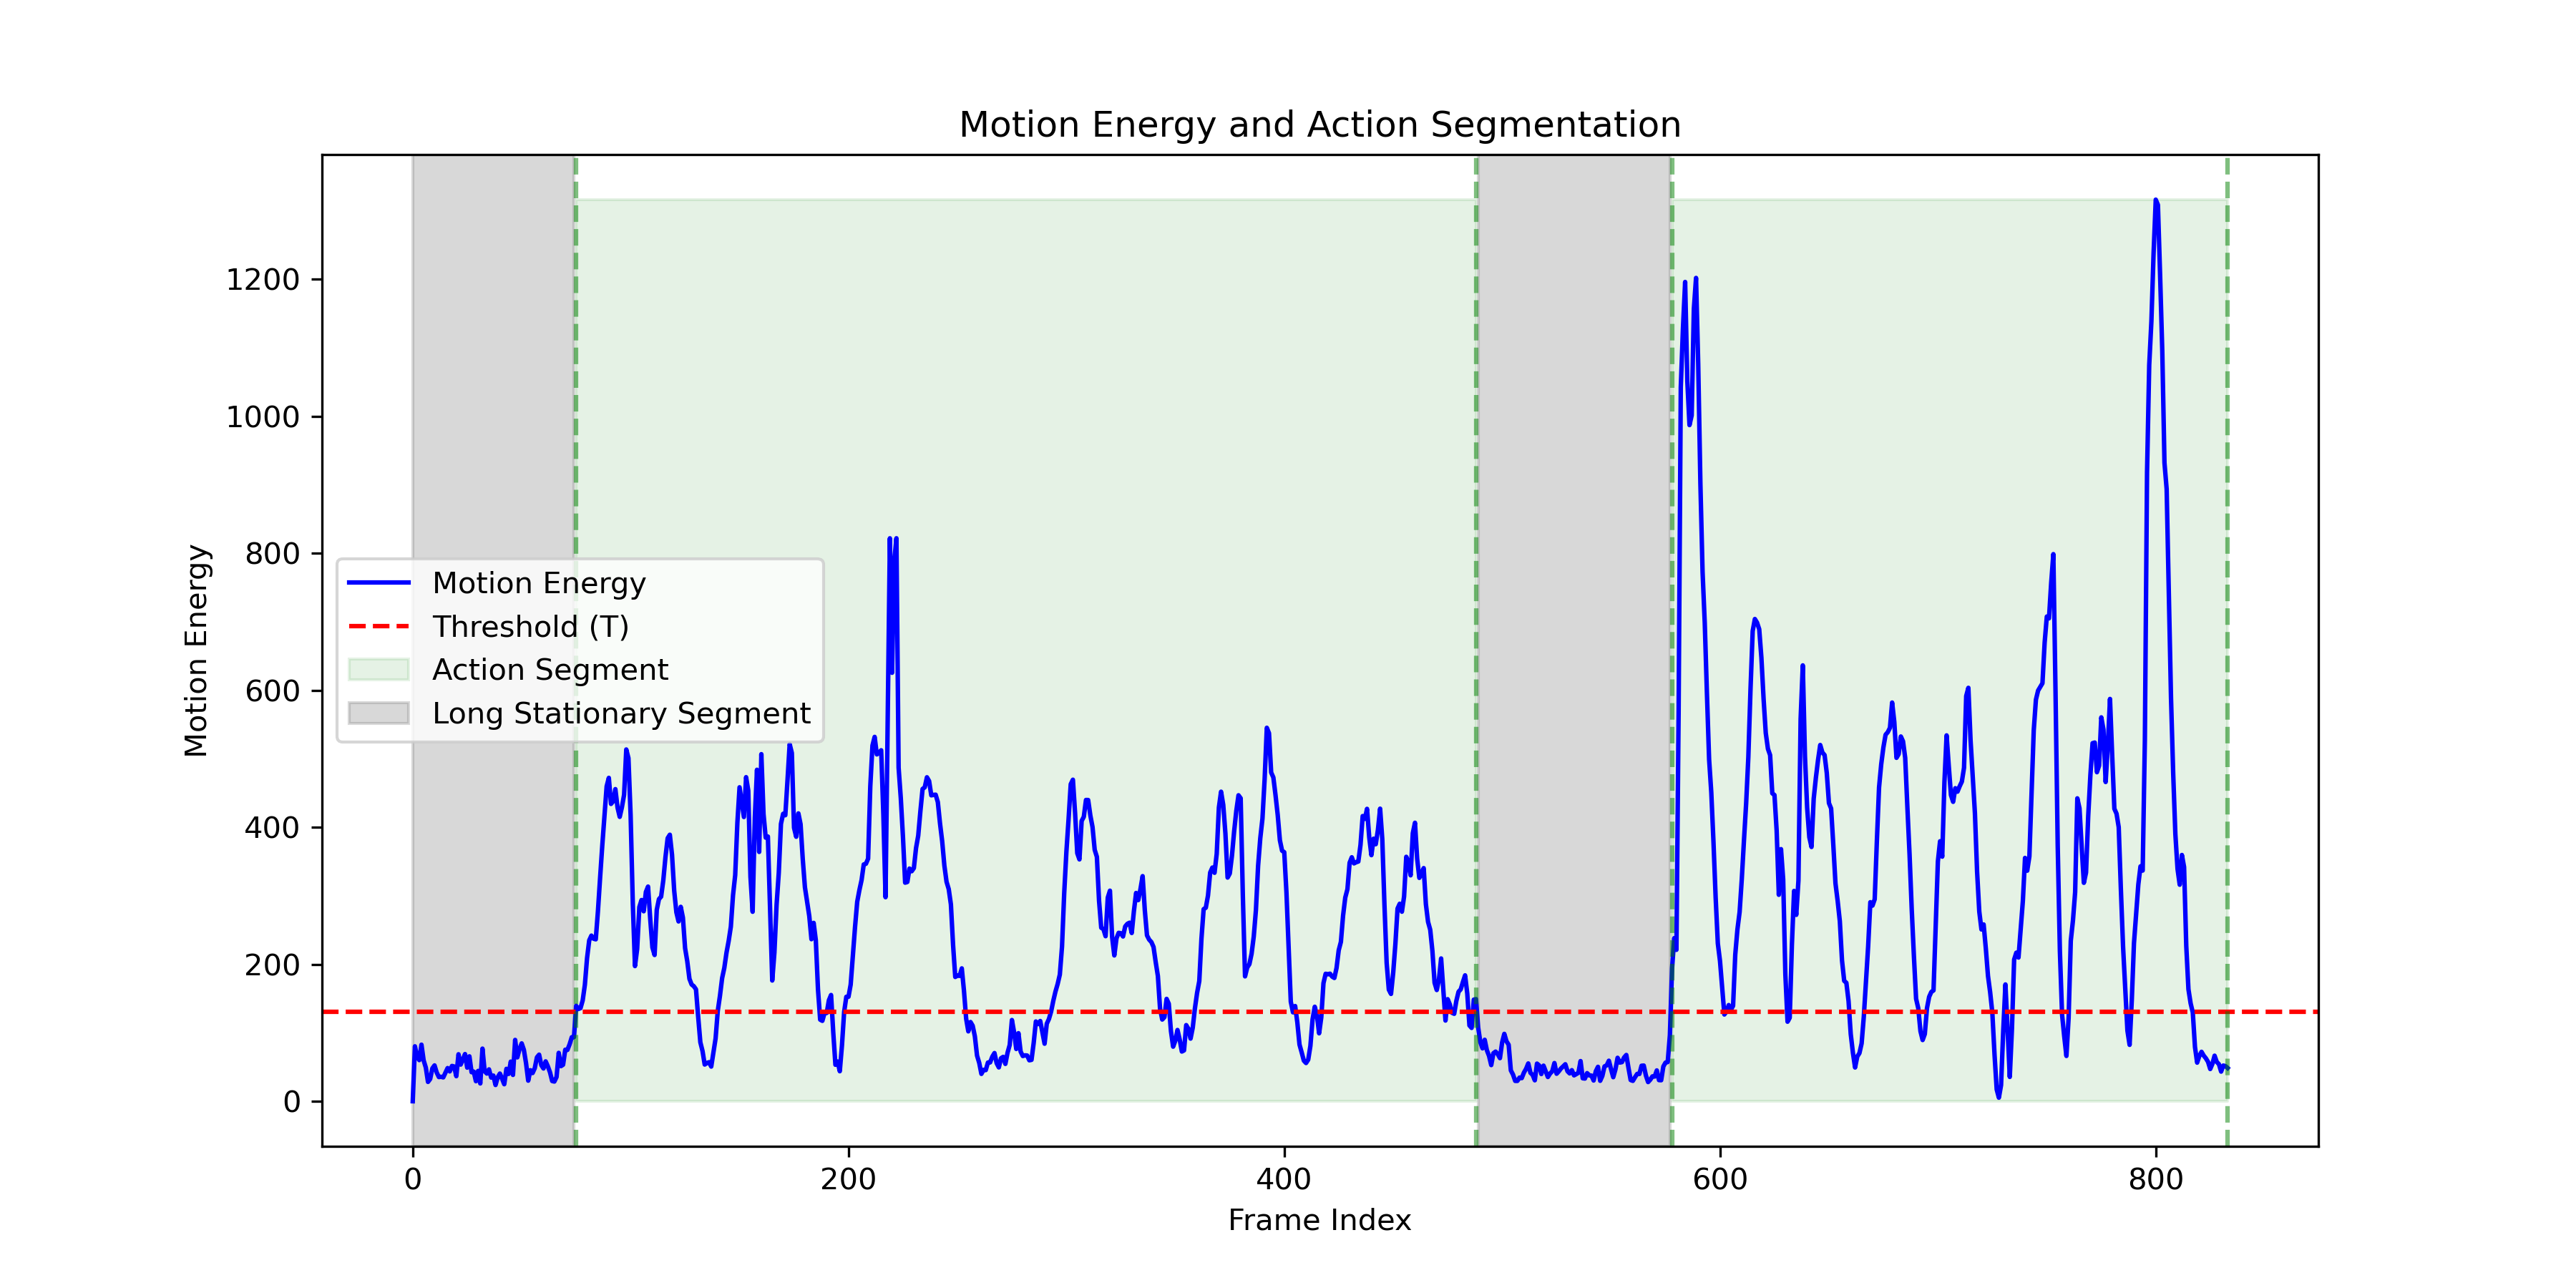 Motion Energy and Action Segmentation
Motion Energy
1200
1000
800
600
400
200
0
Motion Energy
Threshold (T)
Action Segment
Long Stationary Segment
0 200 400 600 800
Frame Index